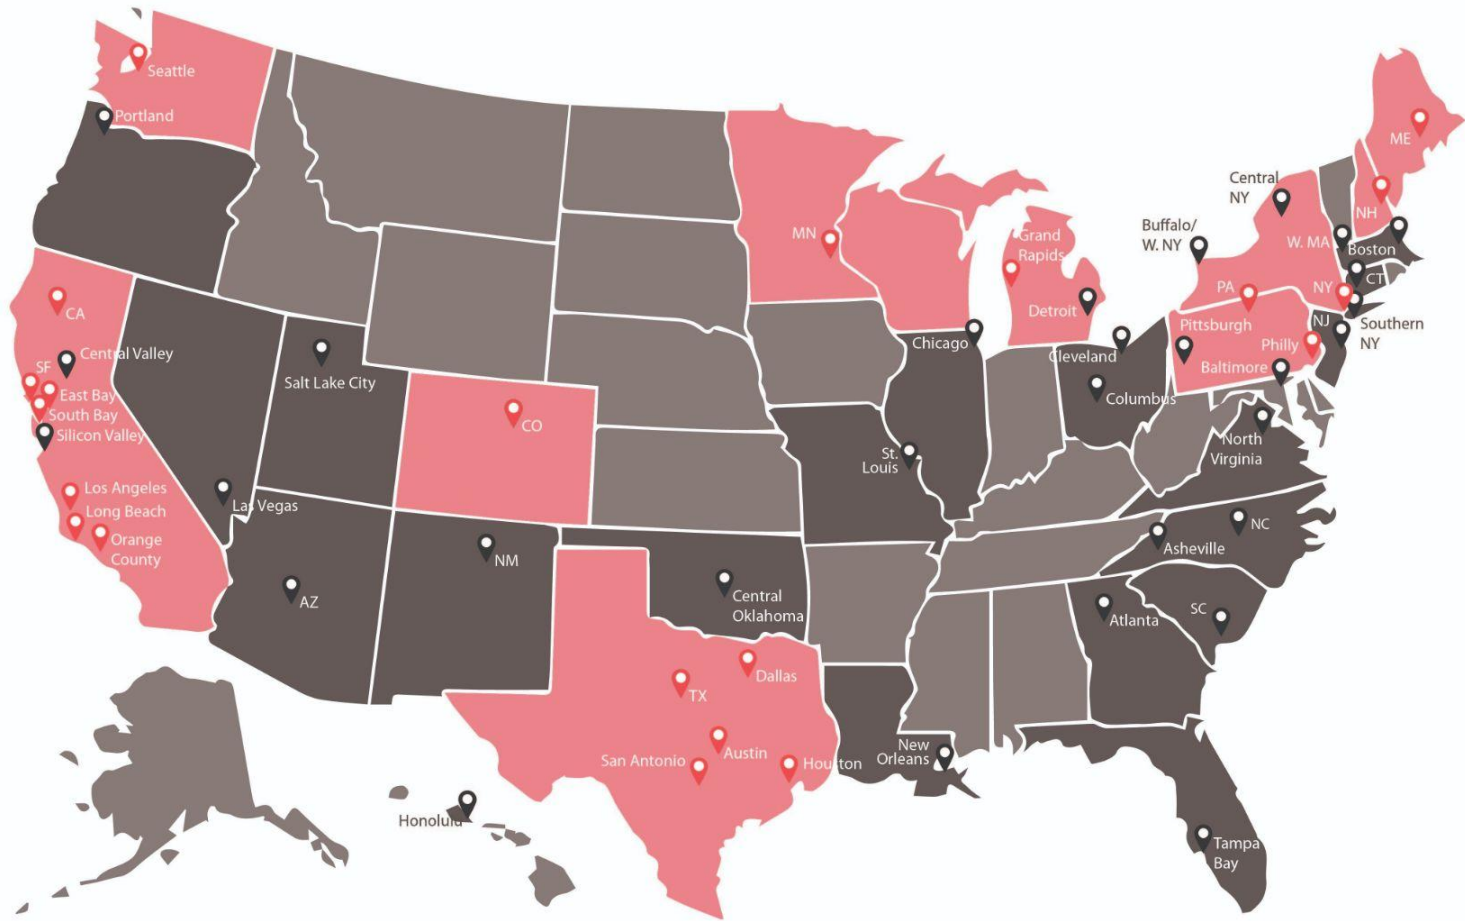 Seattle
Portland
ME
Central
NY
NH
Buffalo/
W. NY
MN
Grand
Rapids
W. MA
Boston
CT
CA
PA
NY
Detroit
NJ
Southern
NY
Pittsburgh
Chicago
Cleveland
Philly
Central Valley
SF
Salt Lake City
Baltimore
East Bay
South Bay
Columbus
Silicon Valley
CO
St.
Louis
North
Virginia
Los Angeles
Las Vegas
Long Beach
Orange
County
NC
Asheville
NM
AZ
Central
Oklahoma
Atlanta
SC
Dallas
TX
Austin
San Antonio
Houston
New
Orleans
Honolulu
Tampa
Bay